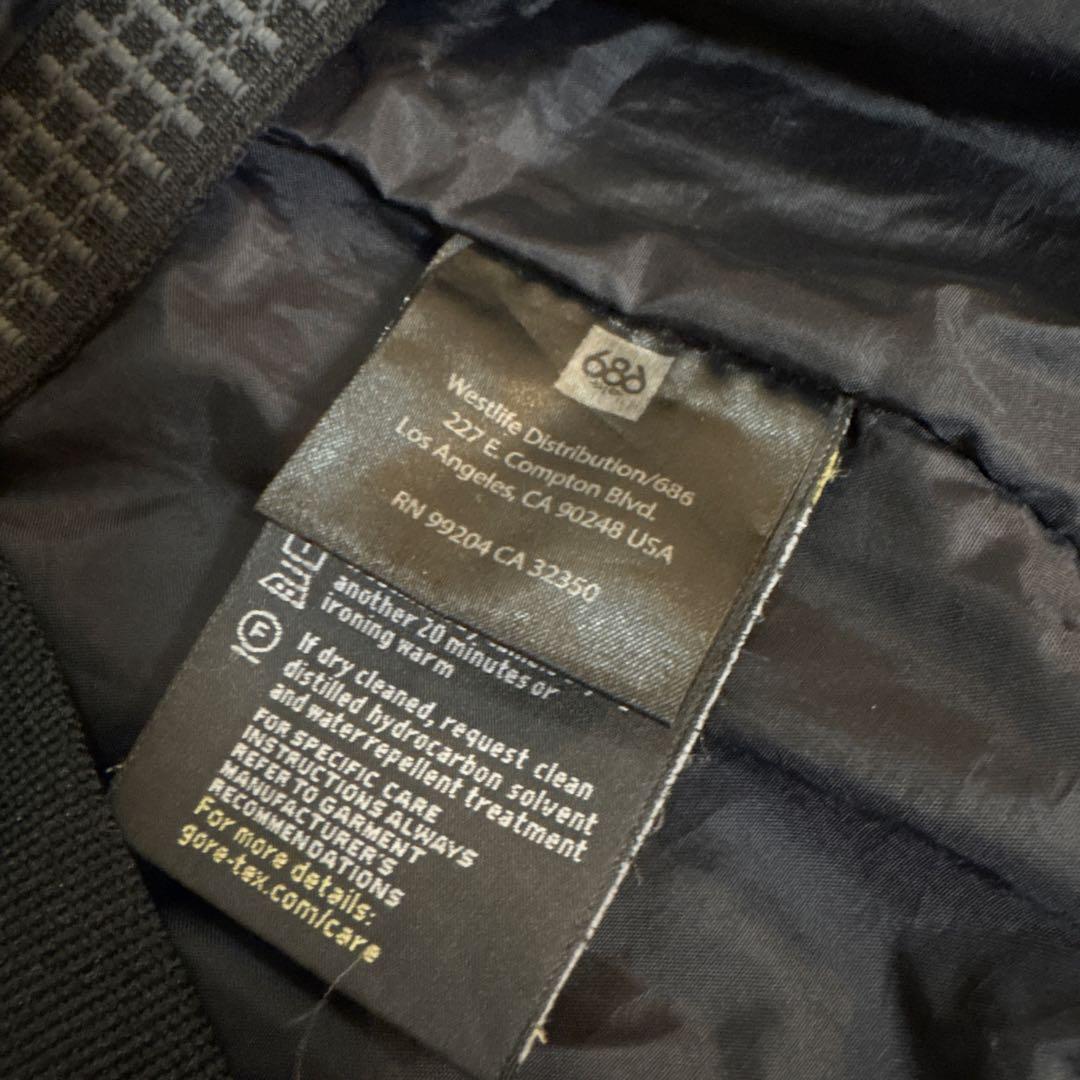 686
Westlife Distribution/686
227 E. Compton Blvd.
Los Angeles, CA 90248 USA
RN 99204 CA 32350
another 20 minutes or
ironing warm
F
If dry cleaned, request clean
distilled hydrocarbon solvent
and water repellent treatment
FOR SPECIFIC CARE
INSTRUCTIONS ALWAYS
REFER TO GARMENT
MANUFACTURER'S
RECOMMENDATIONS
For more details:
gore-tex.com/care